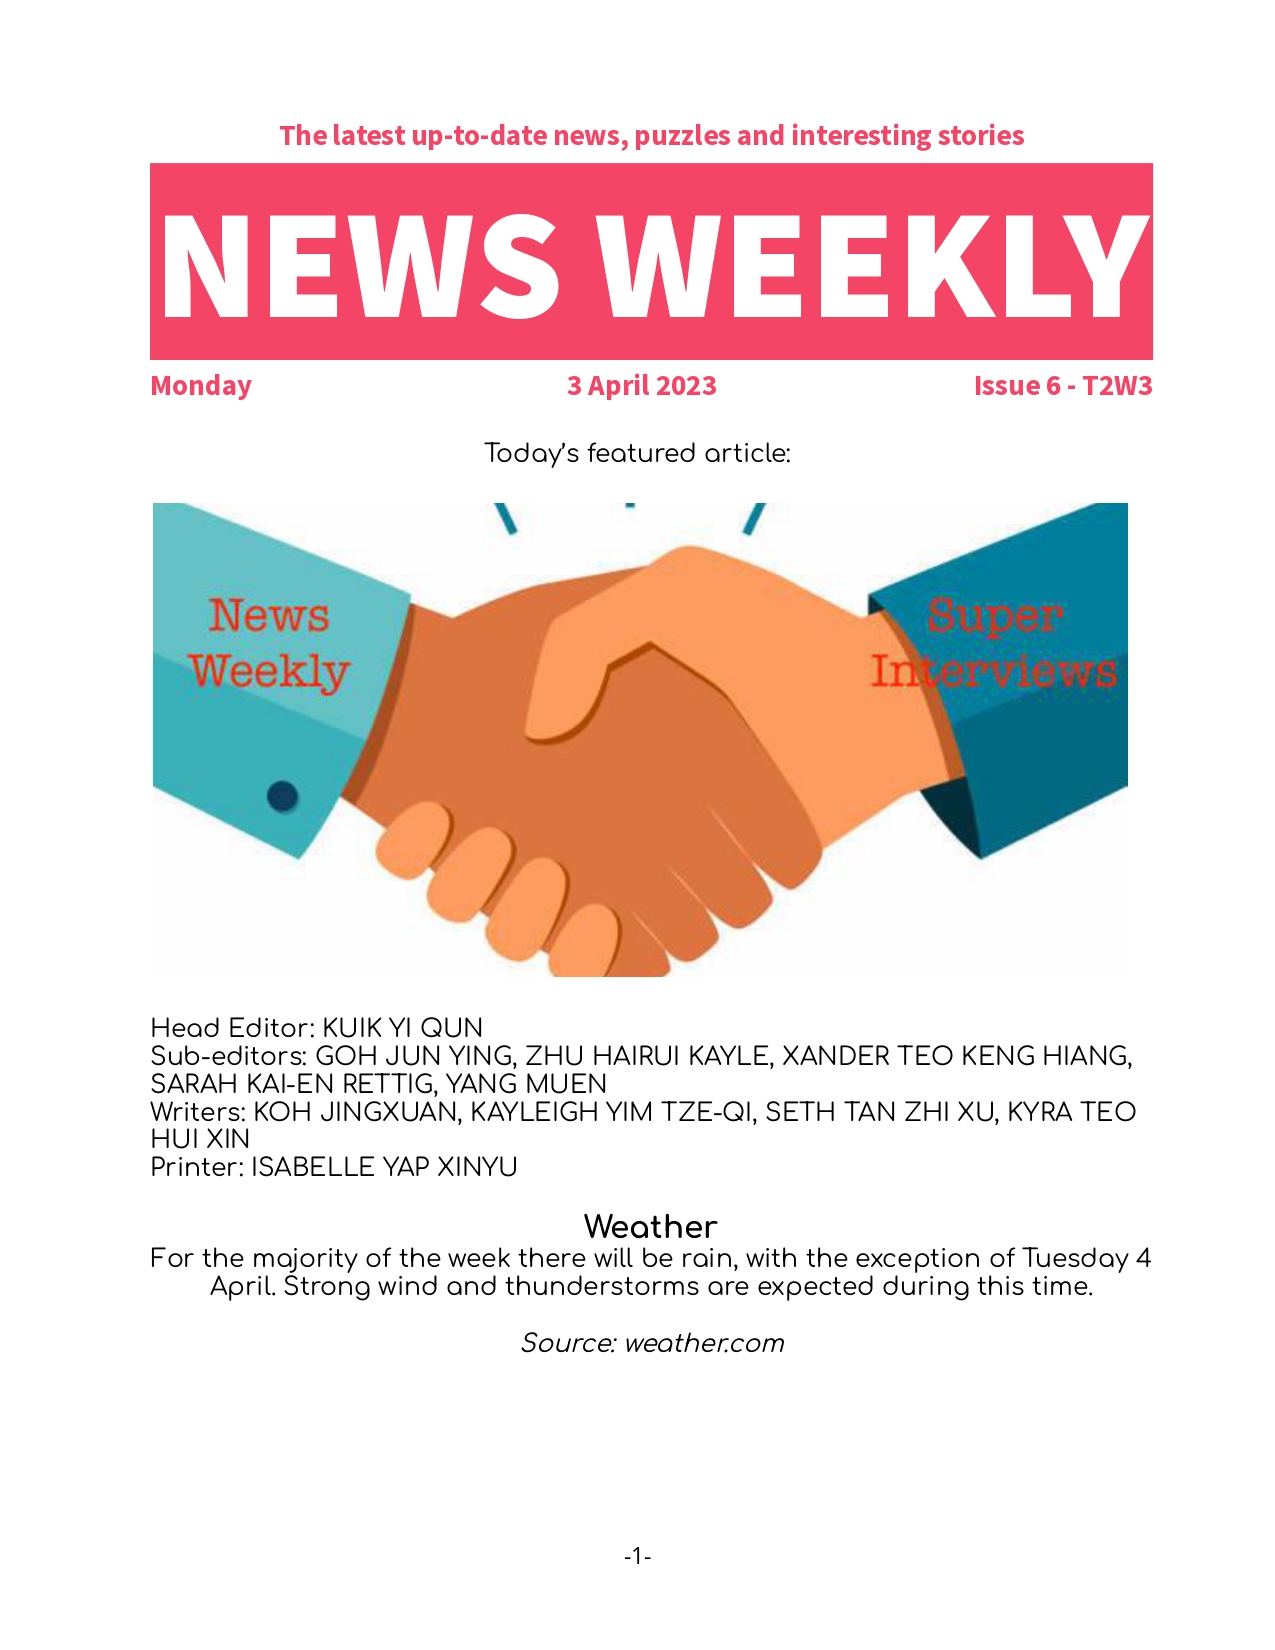 The latest up-to-date news, puzzles and interesting stories
NEWS WEEKLY
Monday 3 April 2023 Issue 6 - T2W3
Today’s featured article:
News
Weekly
Super
Interviews
Head Editor: KUIK YI QUN
Sub-editors: GOH JUN YING, ZHU HAIRUI KAYLE, XANDER TEO KENG HIANG,
SARAH KAI-EN RETTIG, YANG MUEN
Writers: KOH JINGXUAN, KAYLEIGH YIM TZE-QI, SETH TAN ZHI XU, KYRA TEO
HUI XIN
Printer: ISABELLE YAP XINYU
Weather
For the majority of the week there will be rain, with the exception of Tuesday 4
April. Strong wind and thunderstorms are expected during this time.
Source: weather.com
-1-